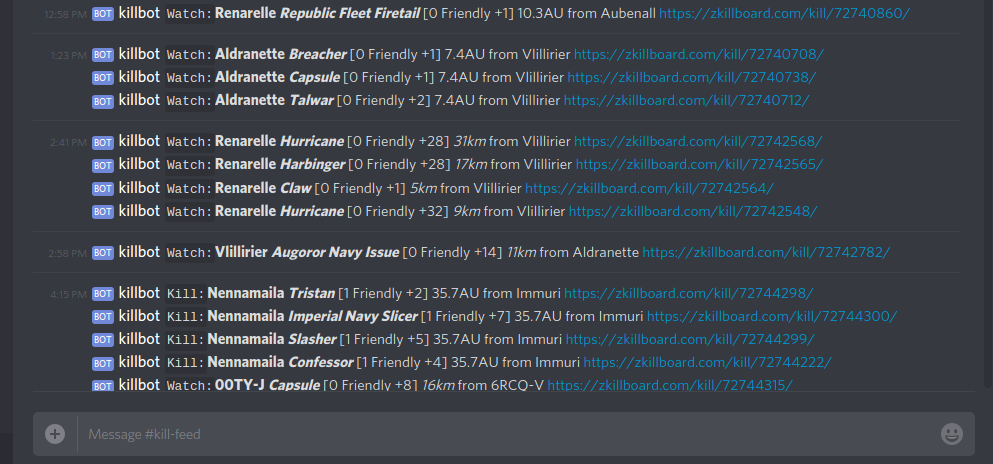 12:58 PM BOT killbot Watch: Renarelle Republic Fleet Firetail [0 Friendly +1] 10.3AU from Aubenall https://zkillboard.com/kill/72740860/
1:23 PM BOT killbot Watch: Aldranette Breacher [0 Friendly +1] 7.4AU from Vlillirier https://zkillboard.com/kill/72740708/
BOT killbot Watch: Aldranette Capsule [0 Friendly +1] 7.4AU from Vlillirier https://zkillboard.com/kill/72740738/
BOT killbot Watch: Aldranette Talwar [0 Friendly +2] 7.4AU from Vlillirier https://zkillboard.com/kill/72740712/
2:41 PM BOT killbot Watch: Renarelle Hurricane [0 Friendly +28] 31km from Vlillirier https://zkillboard.com/kill/72742568/
BOT killbot Watch: Renarelle Harbinger [0 Friendly +28] 17km from Vlillirier https://zkillboard.com/kill/72742565/
BOT killbot Watch: Renarelle Claw [0 Friendly +1] 5km from Vlillirier https://zkillboard.com/kill/72742564/
BOT killbot Watch: Renarelle Hurricane [0 Friendly +32] 9km from Vlillirier https://zkillboard.com/kill/72742548/
2:58 PM BOT killbot Watch: Vlillirier Augoror Navy Issue [0 Friendly +14] 11km from Aldranette https://zkillboard.com/kill/72742782/
4:15 PM BOT killbot Kill: Nennamaila Tristan [1 Friendly +2] 35.7AU from Immuri https://zkillboard.com/kill/72744298/
BOT killbot Kill: Nennamaila Imperial Navy Slicer [1 Friendly +7] 35.7AU from Immuri https://zkillboard.com/kill/72744300/
BOT killbot Kill: Nennamaila Slasher [1 Friendly +5] 35.7AU from Immuri https://zkillboard.com/kill/72744299/
BOT killbot Kill: Nennamaila Confessor [1 Friendly +4] 35.7AU from Immuri https://zkillboard.com/kill/72744222/
BOT killbot Watch: 00TY-J Capsule [0 Friendly +8] 16km from 6RCQ-V https://zkillboard.com/kill/72744315/
Message #kill-feed